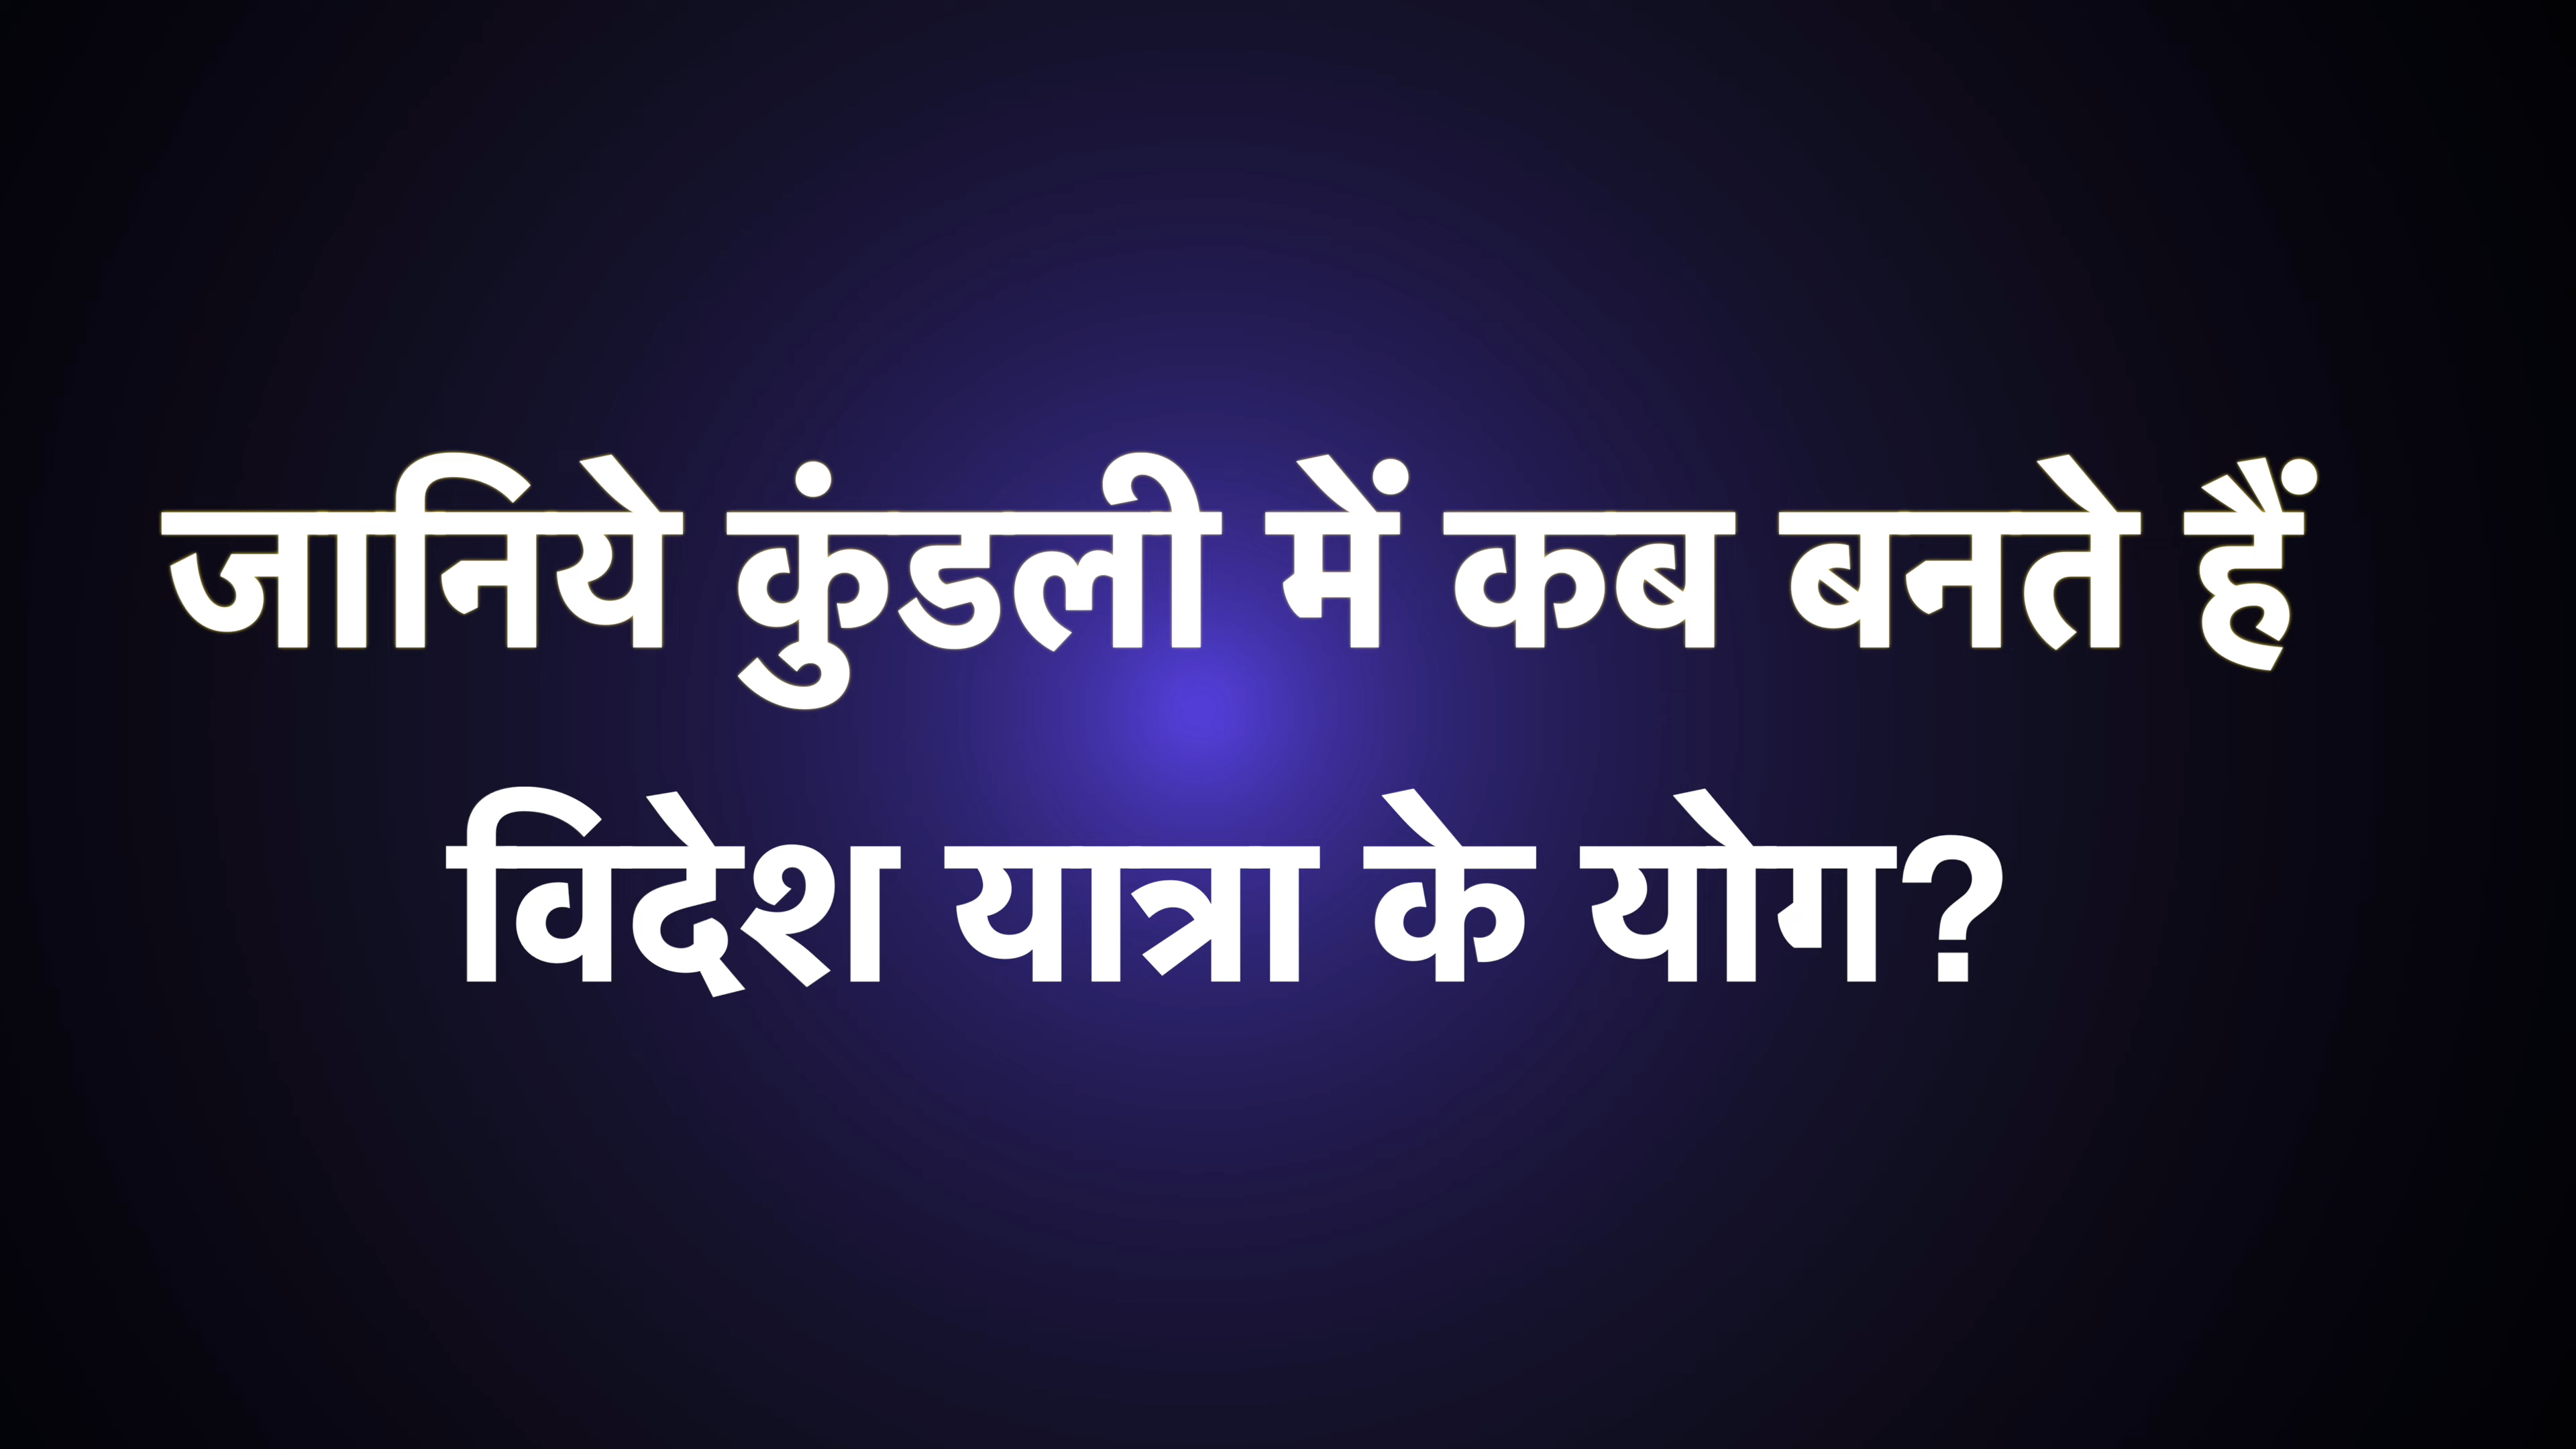 जानिये कुंडली में कब बनते हैं
विदेश यात्रा के योग?